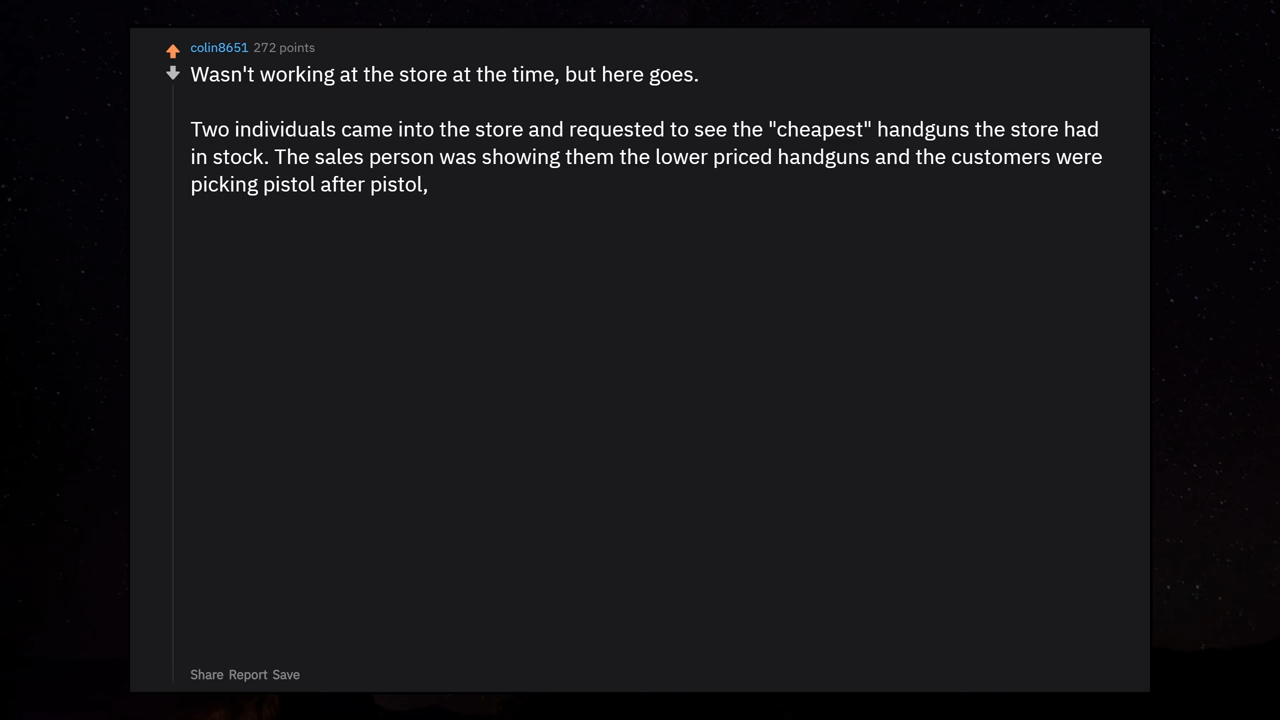 colin8651 272 points
Wasn't working at the store at the time, but here goes.
Two individuals came into the store and requested to see the "cheapest" handguns the store had
in stock. The sales person was showing them the lower priced handguns and the customers were
picking pistol after pistol,
Share Report Save